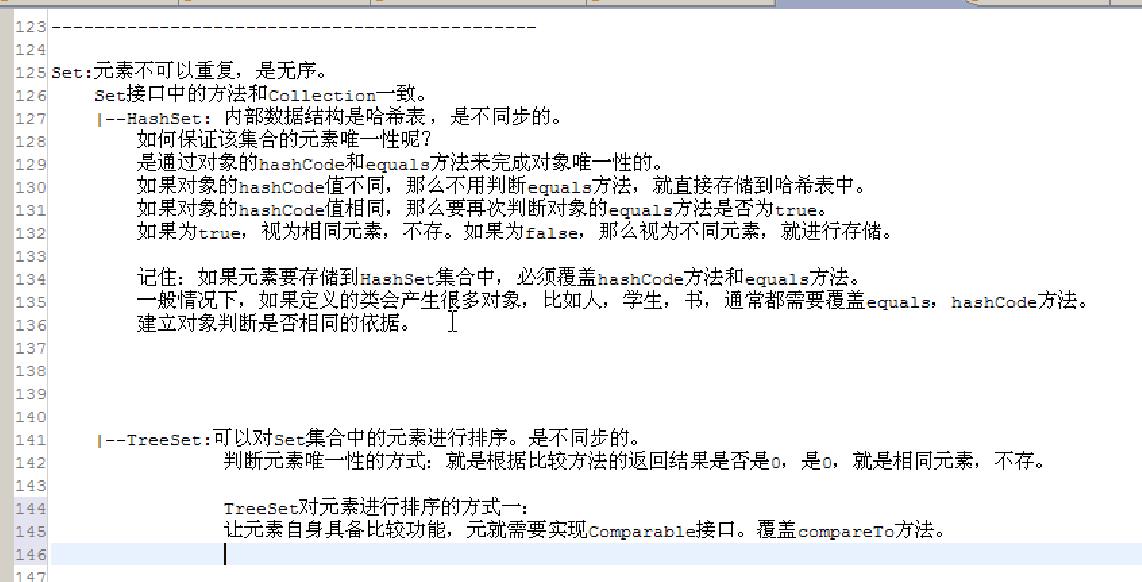 123 ---------------------------------------------
124
125 Set:元素不可以重复，是无序。
126 Set接口中的方法和Collection一致。
127 |--HashSet: 内部数据结构是哈希表，是不同步的。
128 如何保证该集合的元素唯一性呢?
129 是通过对象的hashCode和equals方法来完成对象唯一性的。
130 如果对象的hashCode值不同，那么不用判断equals方法，就直接存储到哈希表中。
131 如果对象的hashCode值相同，那么要再次判断对象的equals方法是否为true。
132 如果为true，视为相同元素，不存。如果为false，那么视为不同元素，就进行存储。
133
134 记住：如果元素要存储到HashSet集合中，必须覆盖hashCode方法和equals方法。
135 一般情况下，如果定义的类会产生很多对象，比如人，学生，书，通常都需要覆盖equals，hashCode方法。
136 建立对象判断是否相同的依据。
137
138
139
140
141 |--TreeSet:可以对Set集合中的元素进行排序。是不同步的。
142 判断元素唯一性的方式：就是根据比较方法的返回结果是否是0，是0，就是相同元素，不存。
143
144 TreeSet对元素进行排序的方式一：
145 让元素自身具备比较功能，元就需要实现Comparable接口。覆盖compareTo方法。
146
147